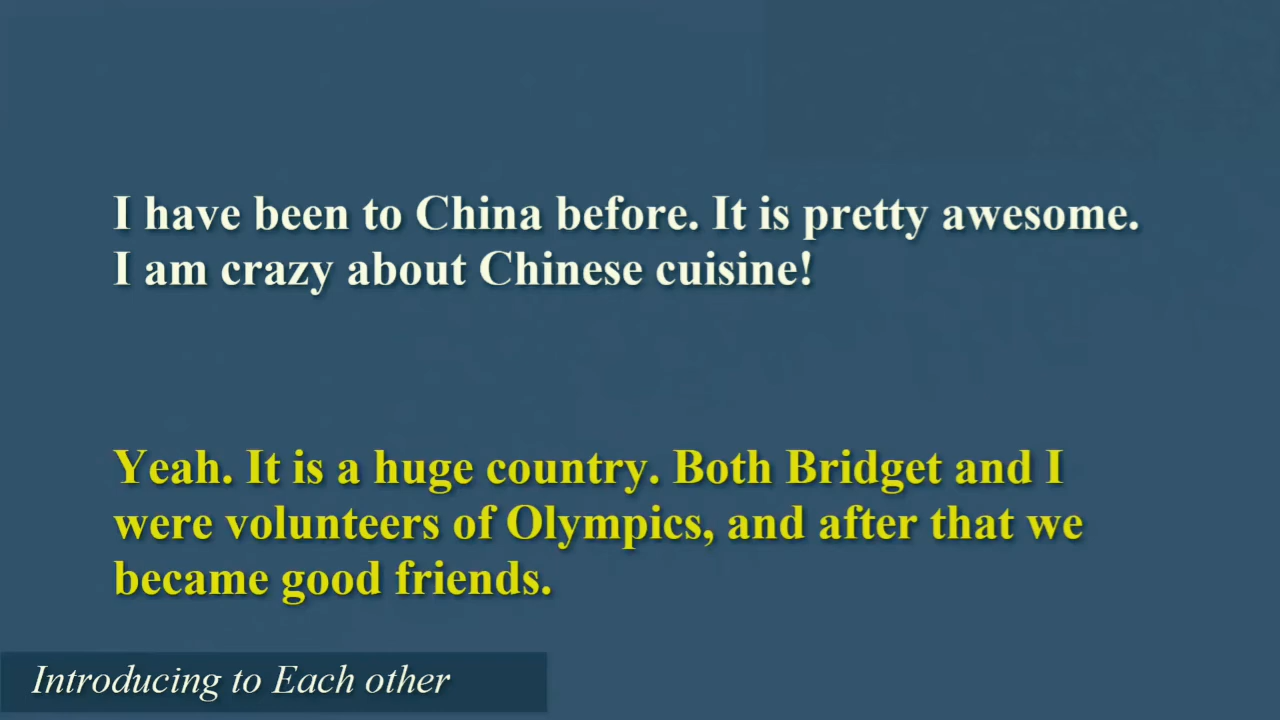 I have been to China before. It is pretty awesome.
I am crazy about Chinese cuisine!
Yeah. It is a huge country. Both Bridget and I
were volunteers of Olympics, and after that we
became good friends.
Introducing to Each other